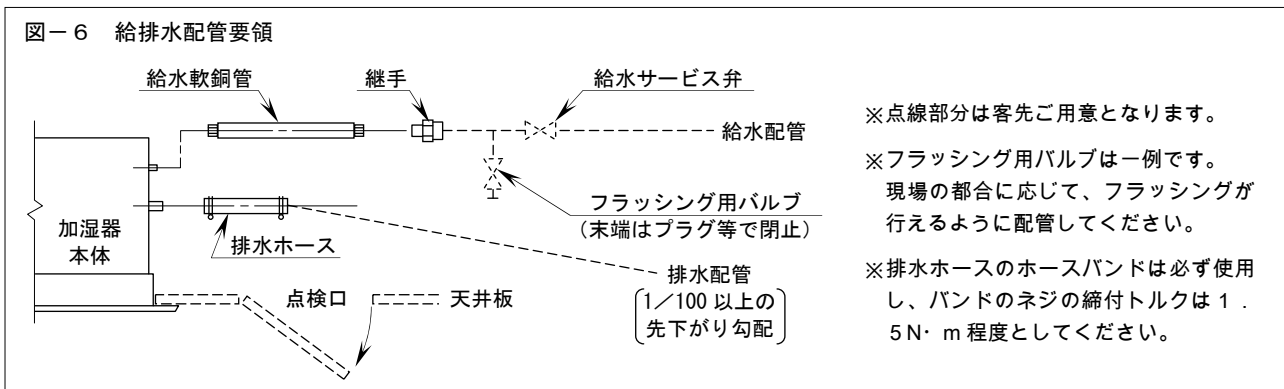 図－6　給排水配管要領
給水軟銅管
継手
給水サービス弁
給水配管
フラッシング用バルブ
（末端はプラグ等で閉止）
加湿器
本体
排水ホース
排水配管
1／100 以上の
先下がり勾配
点検口
天井板
※点線部分は客先ご用意となります。
※フラッシング用バルブは一例です。
現場の都合に応じて、フラッシングが
行えるように配管してください。
※排水ホースのホースバンドは必ず使用
し、バンドのネジの締付トルクは１．
５N・m 程度としてください。